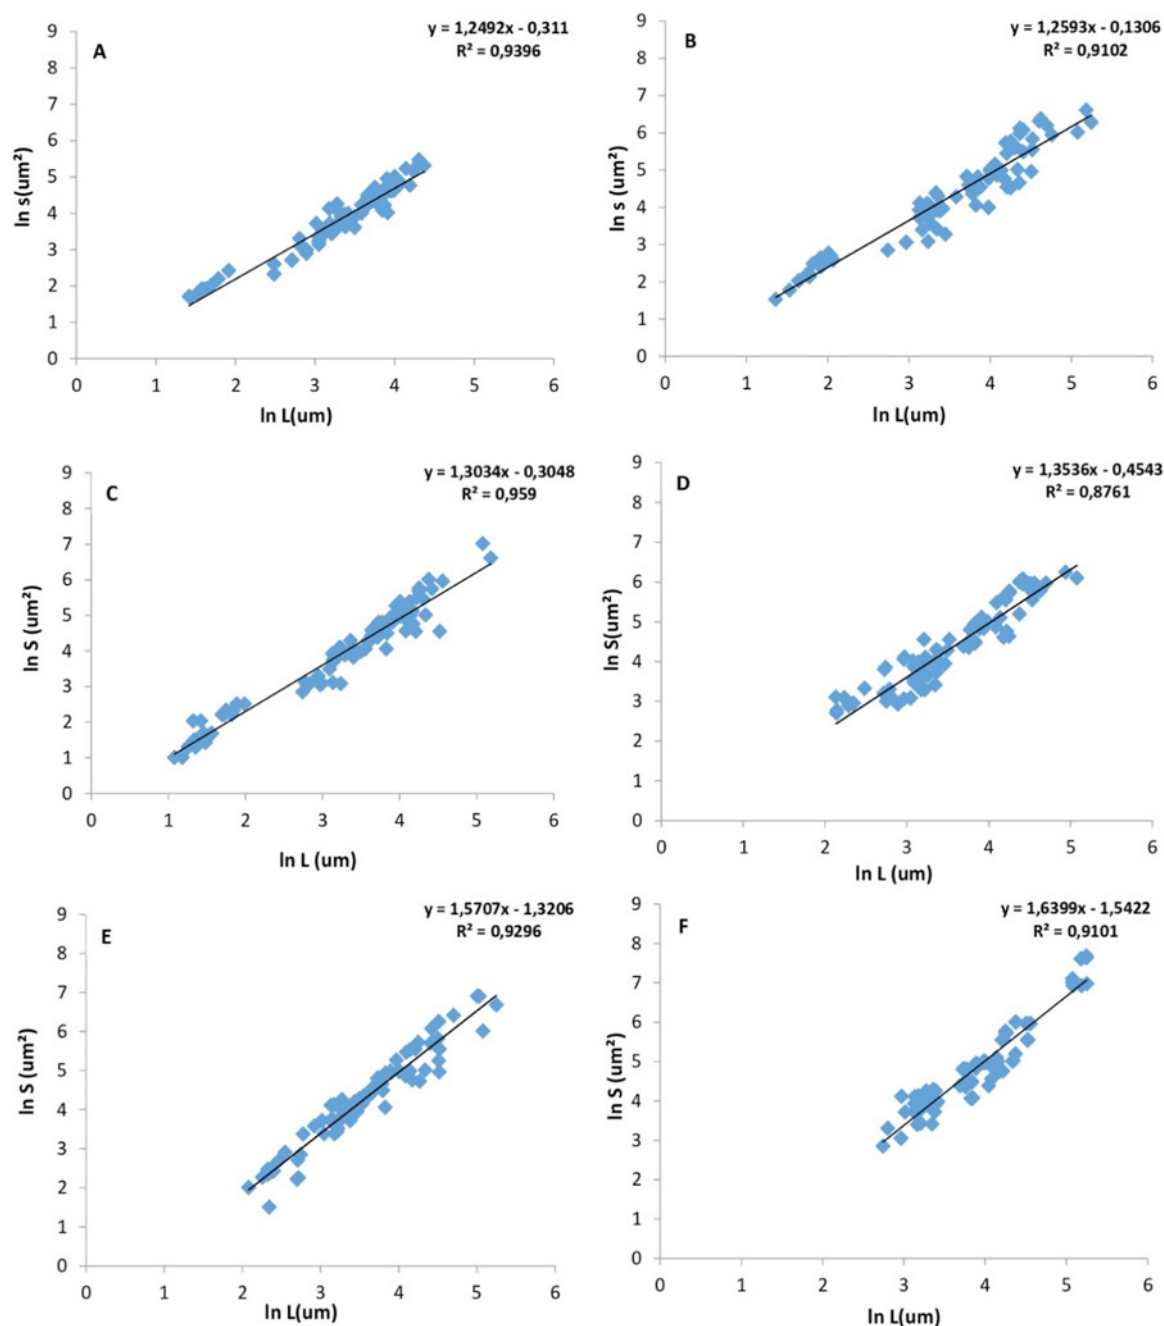 A
y = 1,2492x - 0,311
R² = 0,9396
9
8
7
6
5
4
3
2
1
0
ln s(um²)
0 1 2 3 4 5 6
ln L(um)
B
y = 1,2593x - 0,1306
R² = 0,9102
9
8
7
6
5
4
3
2
1
0
ln s (um²)
0 1 2 3 4 5 6
ln L(um)
C
y = 1,3034x - 0,3048
R² = 0,959
9
8
7
6
5
4
3
2
1
0
ln S (um²)
0 1 2 3 4 5 6
ln L (um)
D
y = 1,3536x - 0,4543
R² = 0,8761
9
8
7
6
5
4
3
2
1
0
ln S(um²)
0 1 2 3 4 5 6
ln L (um)
E
y = 1,5707x - 1,3206
R² = 0,9296
9
8
7
6
5
4
3
2
1
0
ln S (um²)
0 1 2 3 4 5 6
ln L(um)
F
y = 1,6399x - 1,5422
R² = 0,9101
9
8
7
6
5
4
3
2
1
0
ln S (um²)
0 1 2 3 4 5 6
ln L(um)